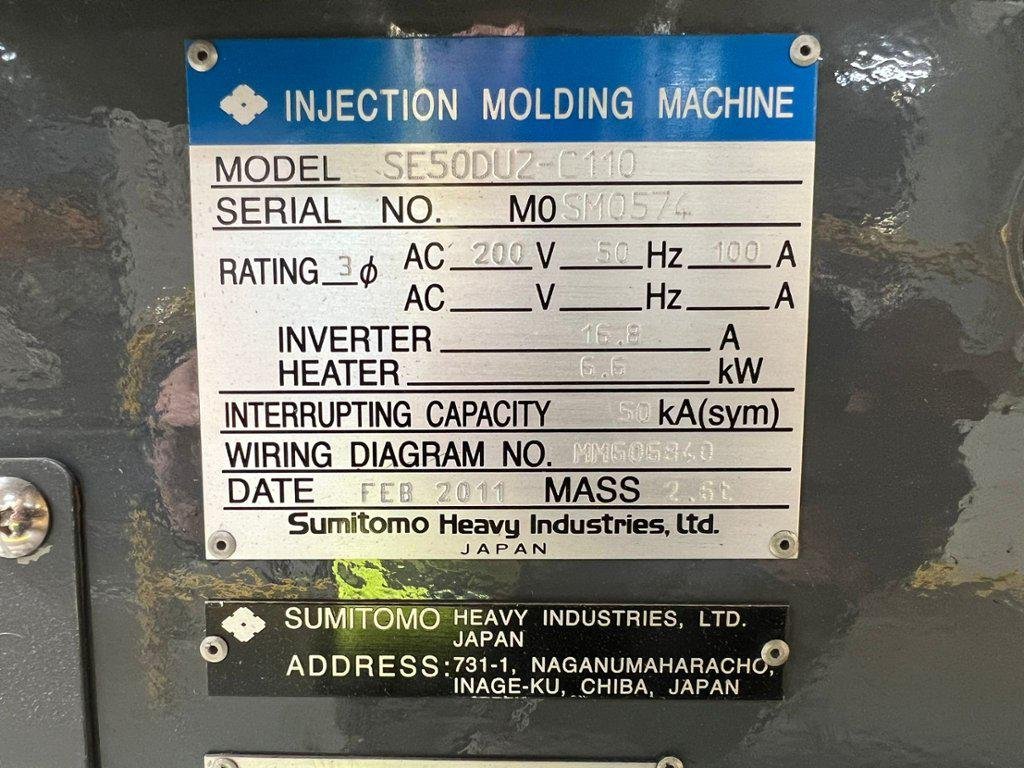 INJECTION MOLDING MACHINE
MODEL SE50DUZ-C110
SERIAL NO. M0 SM0574
RATING 3 ϕ AC 200 V 50 Hz 100 A
AC V Hz A
INVERTER 16.8 A
HEATER 6.6 kW
INTERRUPTING CAPACITY 50 kA(sym)
WIRING DIAGRAM NO.
DATE FEB 2011 MASS
Sumitomo Heavy Industries, Ltd.
JAPAN
SUMITOMO HEAVY INDUSTRIES, LTD.
JAPAN
ADDRESS: 731-1, NAGANUMAHARACHO,
INAGE-KU, CHIBA, JAPAN